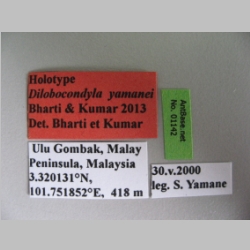 Holotype
Dilobocondyla yamanei
Bharti & Kumar 2013
Det. Bharti et Kumar
AntBase.net
No. 01142
Ulu Gombak, Malay
Peninsula, Malaysia
3.320131°N,
101.751852°E, 418 m
30.v.2000
leg. S. Yamane